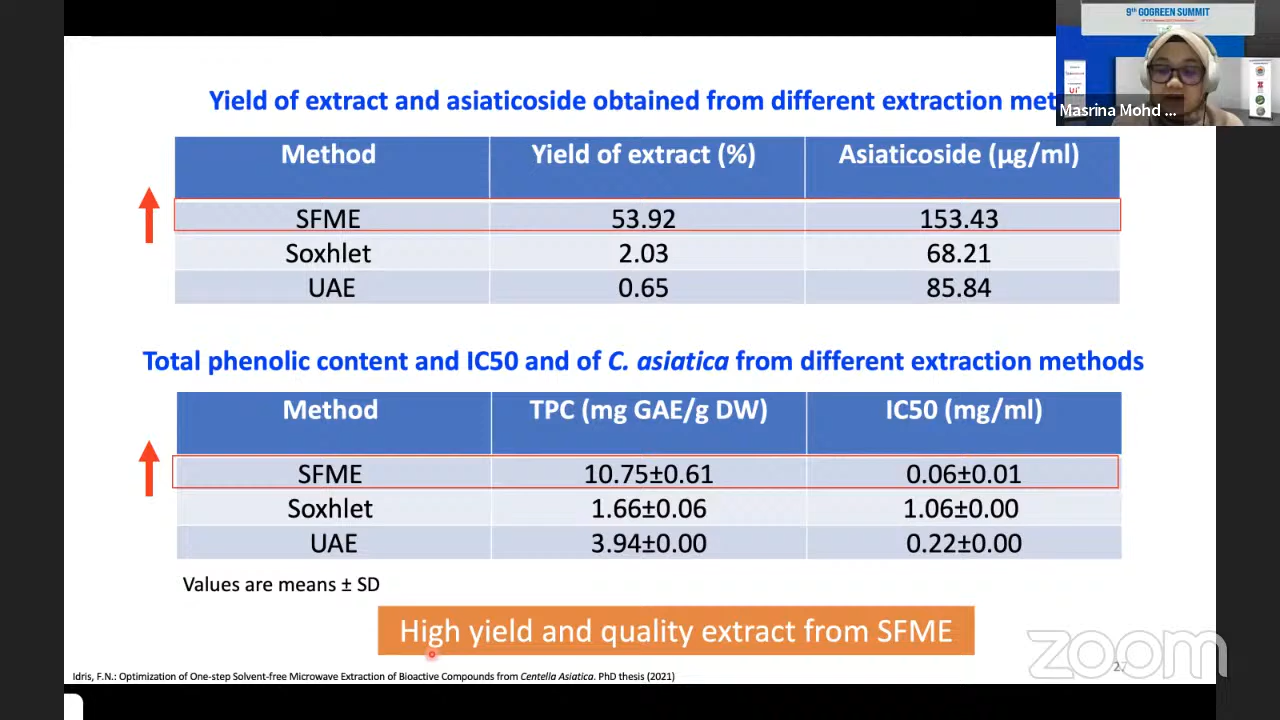 9th GOGREEN SUMMIT
Masrina Mohd ...
Yield of extract and asiaticoside obtained from different extraction met
Method Yield of extract (%) Asiaticoside (µg/ml)
SFME 53.92 153.43
Soxhlet 2.03 68.21
UAE 0.65 85.84
Total phenolic content and IC50 and of C. asiatica from different extraction methods
Method TPC (mg GAE/g DW) IC50 (mg/ml)
SFME 10.75±0.61 0.06±0.01
Soxhlet 1.66±0.06 1.06±0.00
UAE 3.94±0.00 0.22±0.00
Values are means ± SD
High yield and quality extract from SFME
zoom
27
Idris, F.N.: Optimization of One-step Solvent-free Microwave Extraction of Bioactive Compounds from Centella Asiatica. PhD thesis (2021)